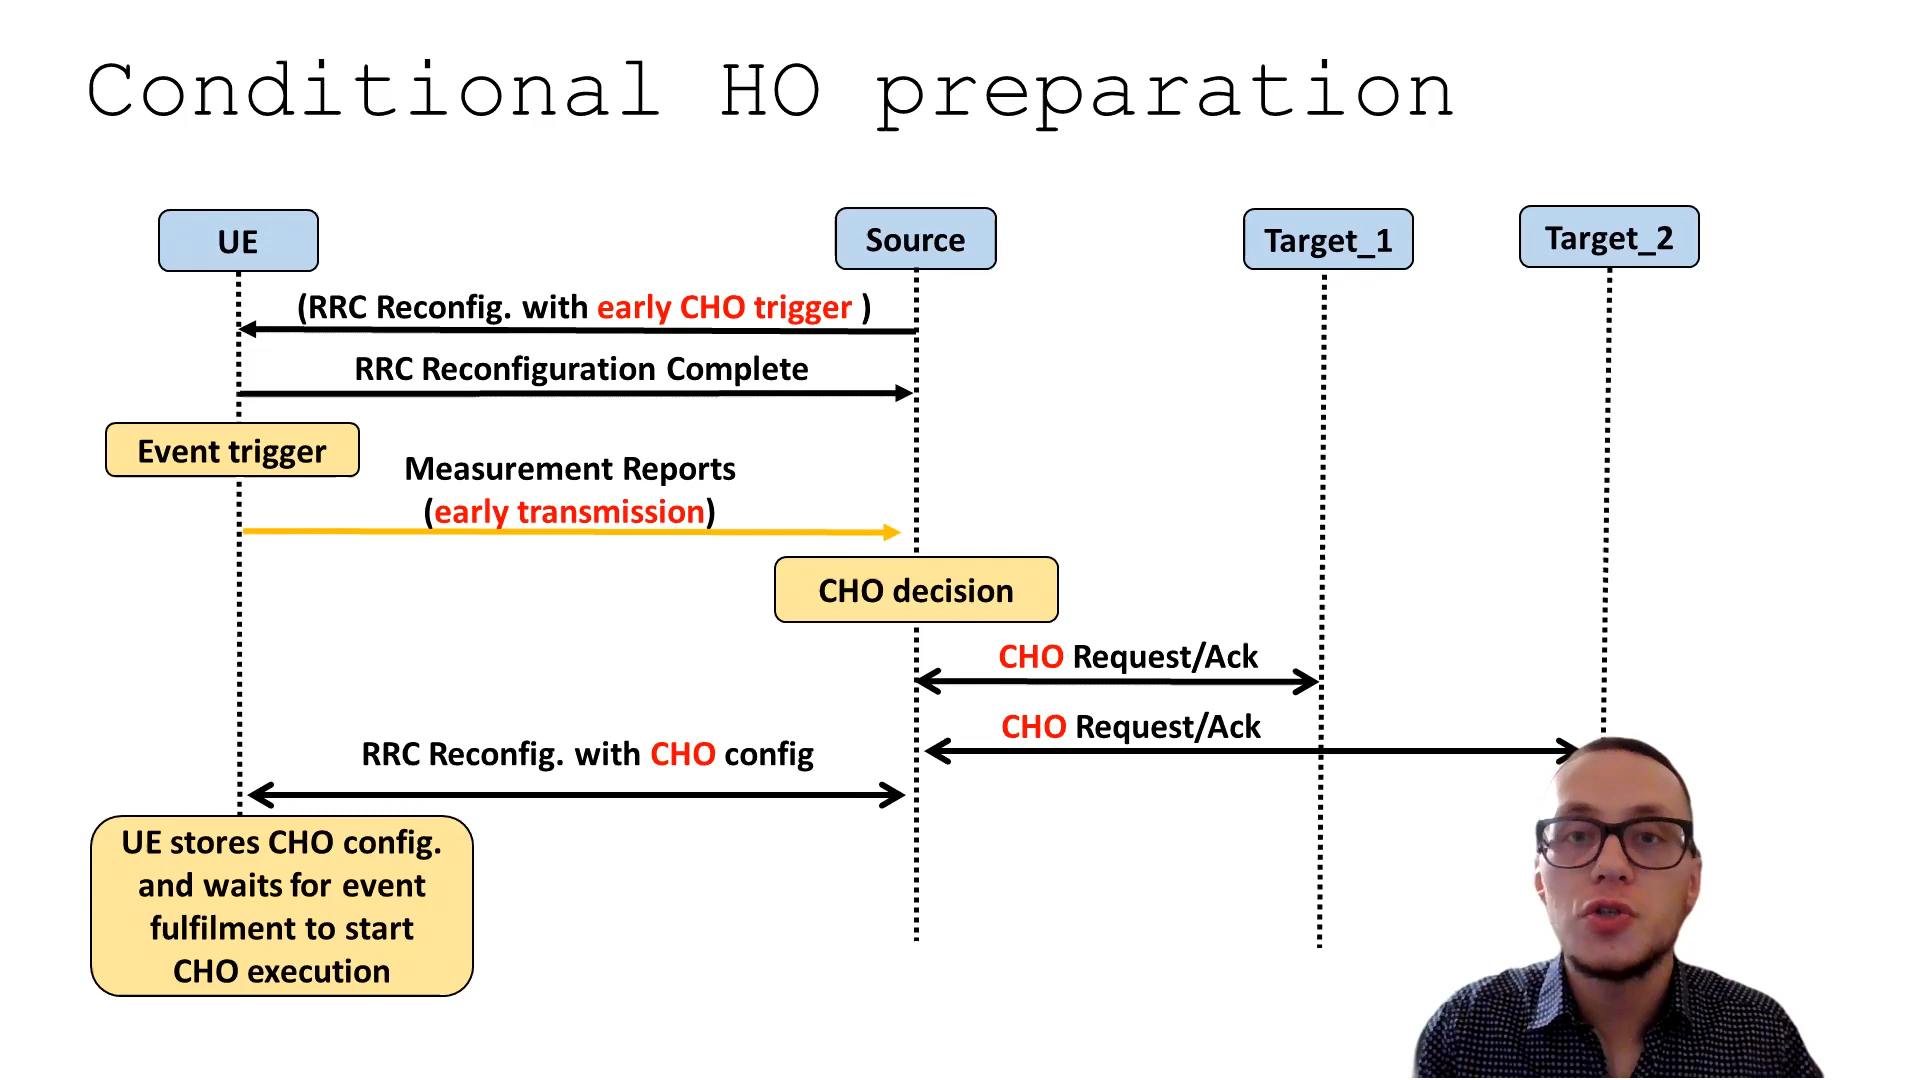 Conditional HO preparation
UE
Source
Target_1
Target_2
(RRC Reconfig. with early CHO trigger )
RRC Reconfiguration Complete
Event trigger
Measurement Reports
(early transmission)
CHO decision
CHO Request/Ack
CHO Request/Ack
RRC Reconfig. with CHO config
UE stores CHO config.
and waits for event
fulfilment to start
CHO execution